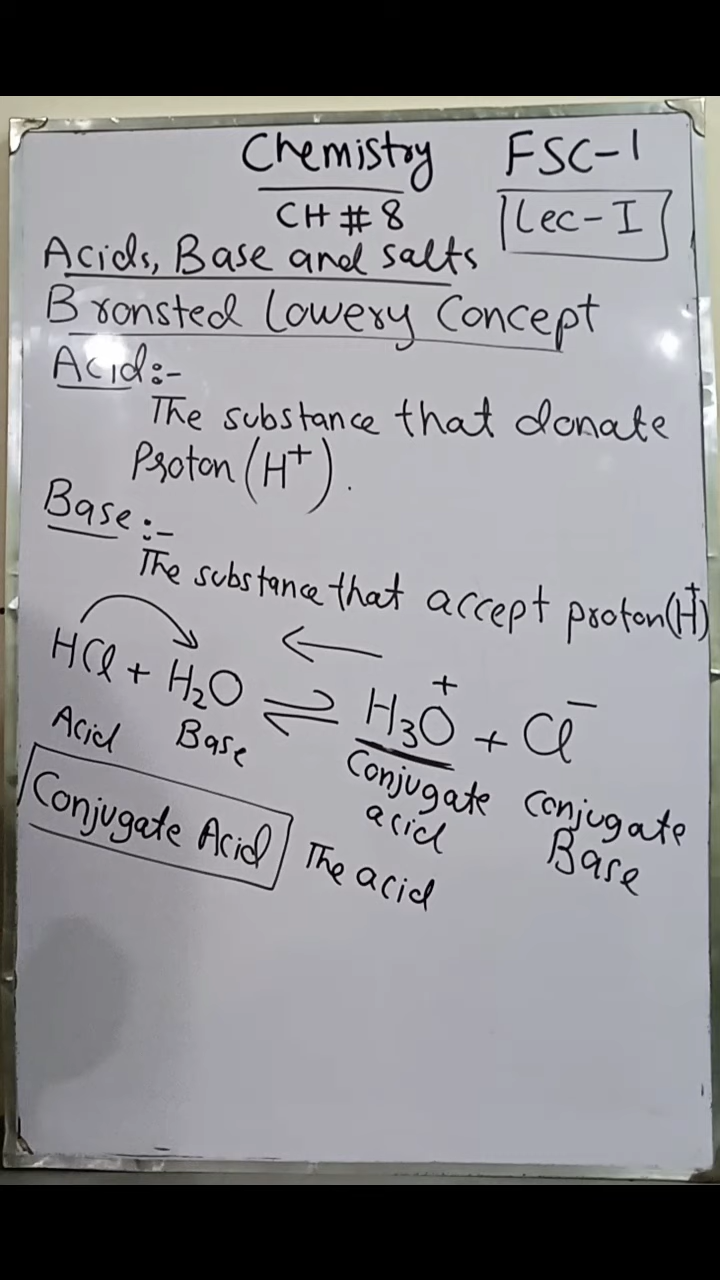 Chemistry FSC-1
CH # 8 Lec-I
Acids, Base and salts
Bronsted Lowery Concept
Acid:-
The substance that donate
Proton (H+).
Base:-
The substance that accept proton(H+)
HCl + H2O ⇌ H3O+ + Cl-
Acid Base Conjugate acid Conjugate Base
Conjugate Acid The acid